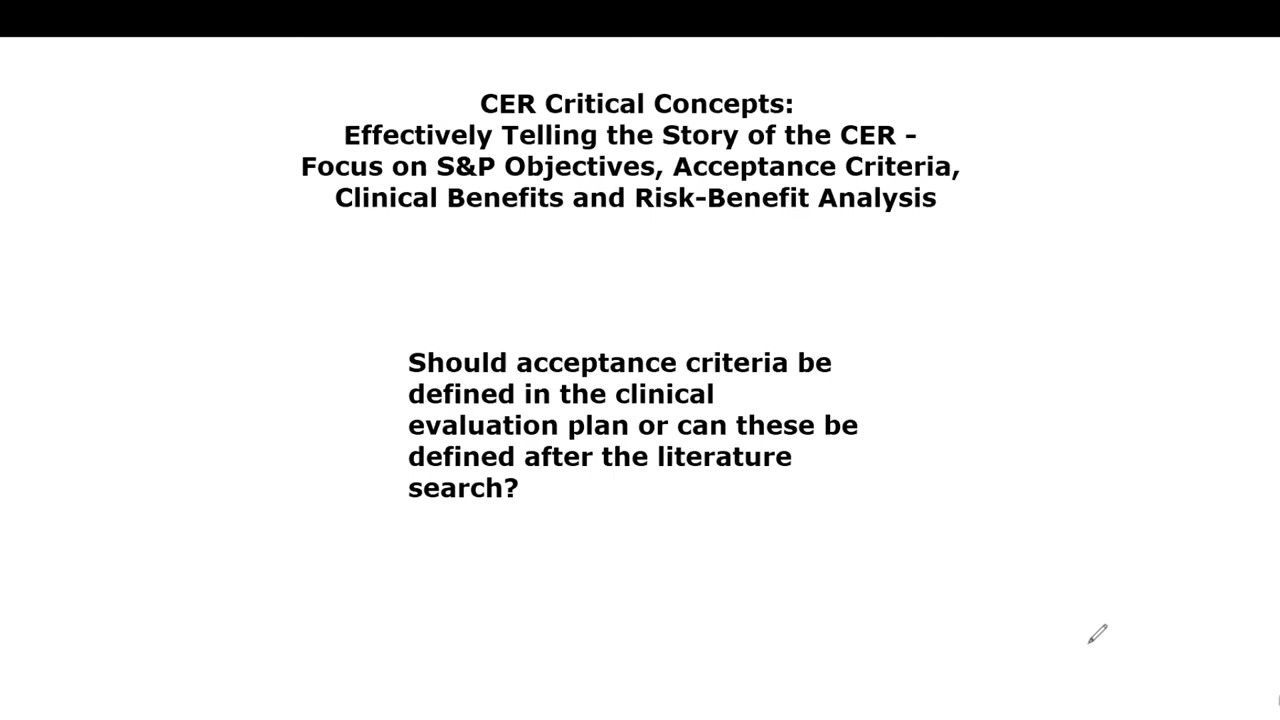 CER Critical Concepts:
Effectively Telling the Story of the CER –
Focus on S&P Objectives, Acceptance Criteria,
Clinical Benefits and Risk-Benefit Analysis
Should acceptance criteria be
defined in the clinical
evaluation plan or can these be
defined after the literature
search?